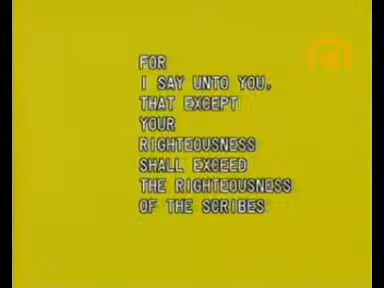 FOR
I SAY UNTO YOU,
THAT EXCEPT
YOUR
RIGHTEOUSNESS
SHALL EXCEED
THE RIGHTEOUSNESS
OF THE SCRIBES